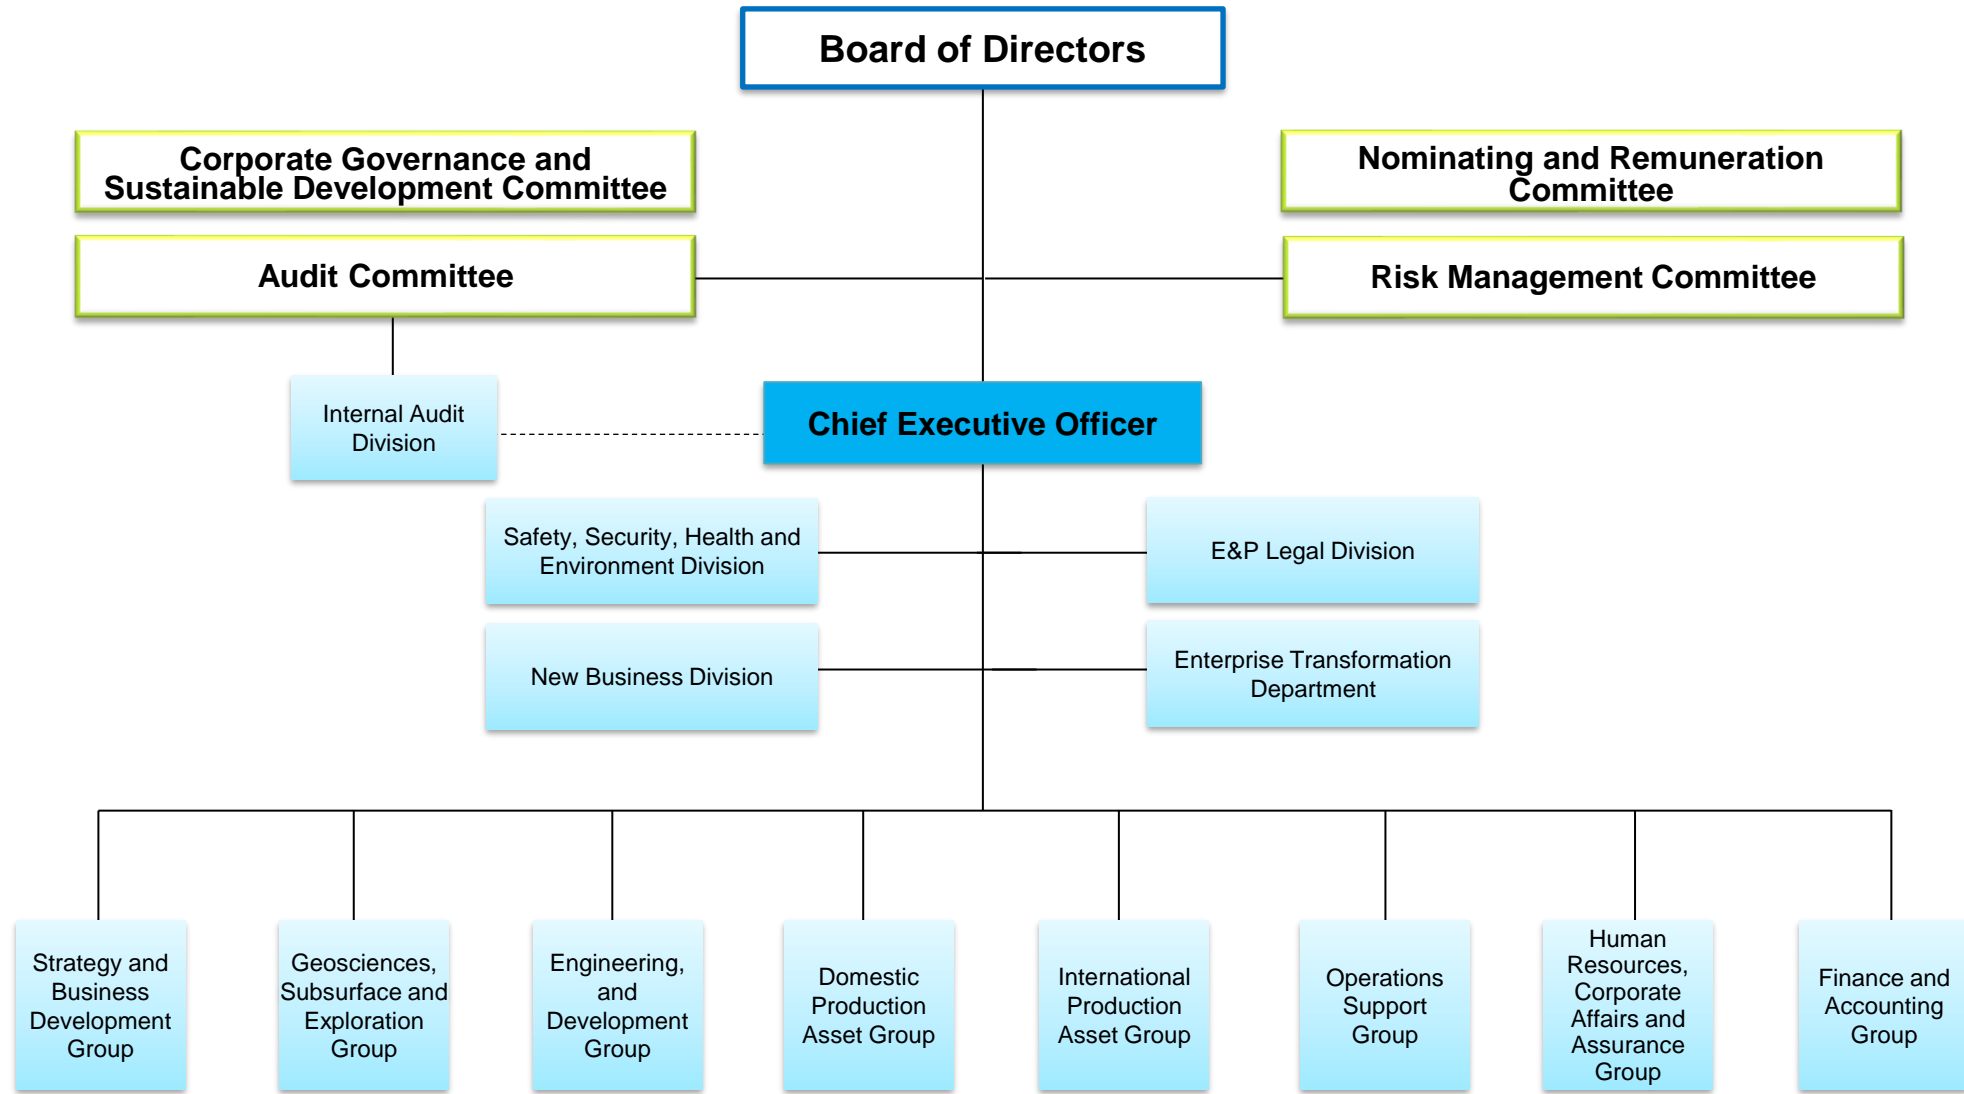 Board of Directors
Corporate Governance and
Sustainable Development Committee
Nominating and Remuneration
Committee
Audit Committee
Risk Management Committee
Internal Audit
Division
Chief Executive Officer
Safety, Security, Health and
Environment Division
E&P Legal Division
New Business Division
Enterprise Transformation
Department
Strategy and
Business
Development
Group
Geosciences,
Subsurface and
Exploration
Group
Engineering,
and
Development
Group
Domestic
Production
Asset Group
International
Production
Asset Group
Operations
Support
Group
Human
Resources,
Corporate
Affairs and
Assurance
Group
Finance and
Accounting
Group